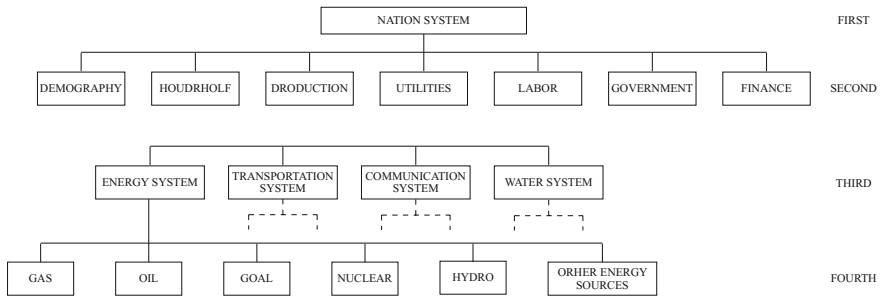 NATION SYSTEM
FIRST
DEMOGRAPHY
HOUDRHOLF
DRODUCTION
UTILITIES
LABOR
GOVERNMENT
FINANCE
SECOND
ENERGY SYSTEM
TRANSPORTATION
SYSTEM
COMMUNICATION
SYSTEM
WATER SYSTEM
THIRD
GAS
OIL
GOAL
NUCLEAR
HYDRO
ORHER ENERGY
SOURCES
FOURTH